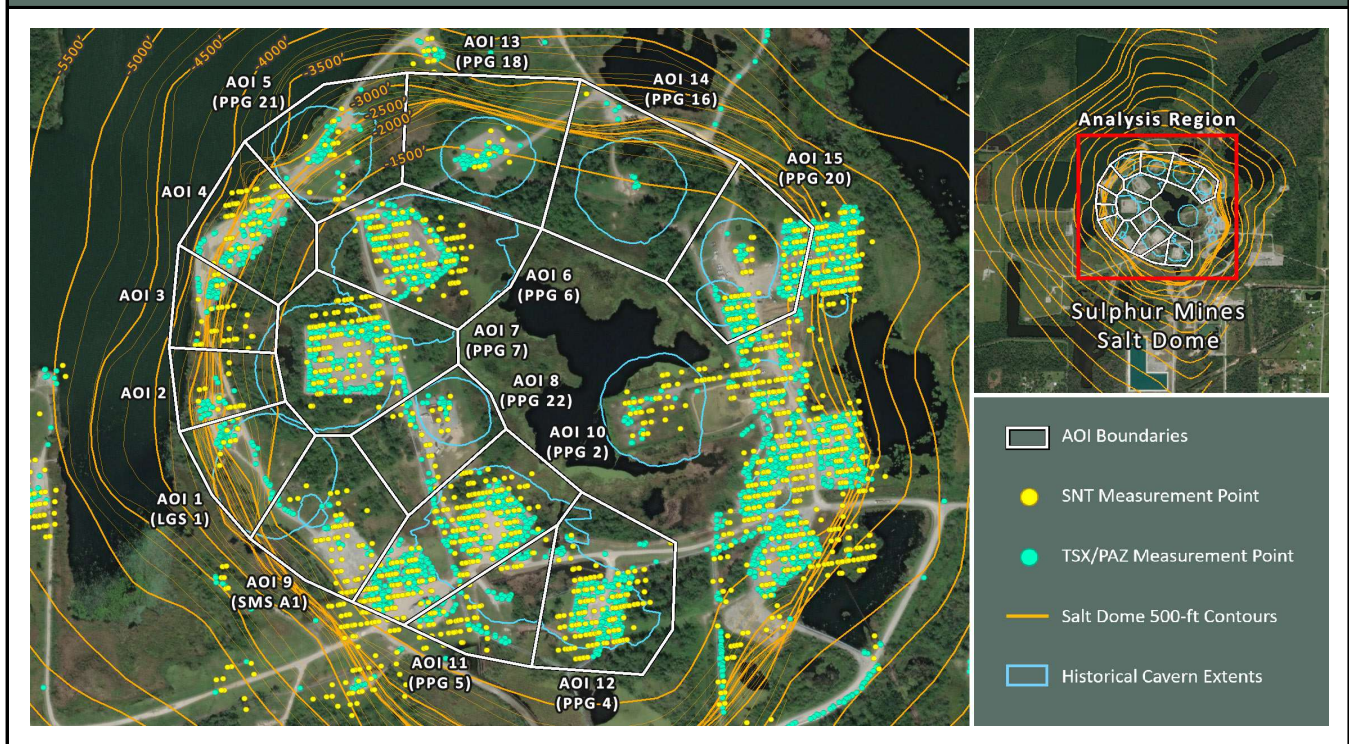 -5500'
-5000'
-4500'
-4000'
-3500'
-3000'
-2500'
-2000'
-1500'
AOI 13
(PPG 18)
AOI 14
(PPG 16)
AOI 5
(PPG 21)
AOI 15
(PPG 20)
AOI 4
AOI 6
(PPG 6)
AOI 3
AOI 7
(PPG 7)
AOI 2
AOI 8
(PPG 22)
AOI 10
(PPG 2)
AOI 1
(LGS 1)
AOI 9
(SMS A1)
AOI 11
(PPG 5)
AOI 12
(PPG 4)
Analysis Region
Sulphur Mines
Salt Dome
AOI Boundaries
SNT Measurement Point
TSX/PAZ Measurement Point
Salt Dome 500-ft Contours
Historical Cavern Extents